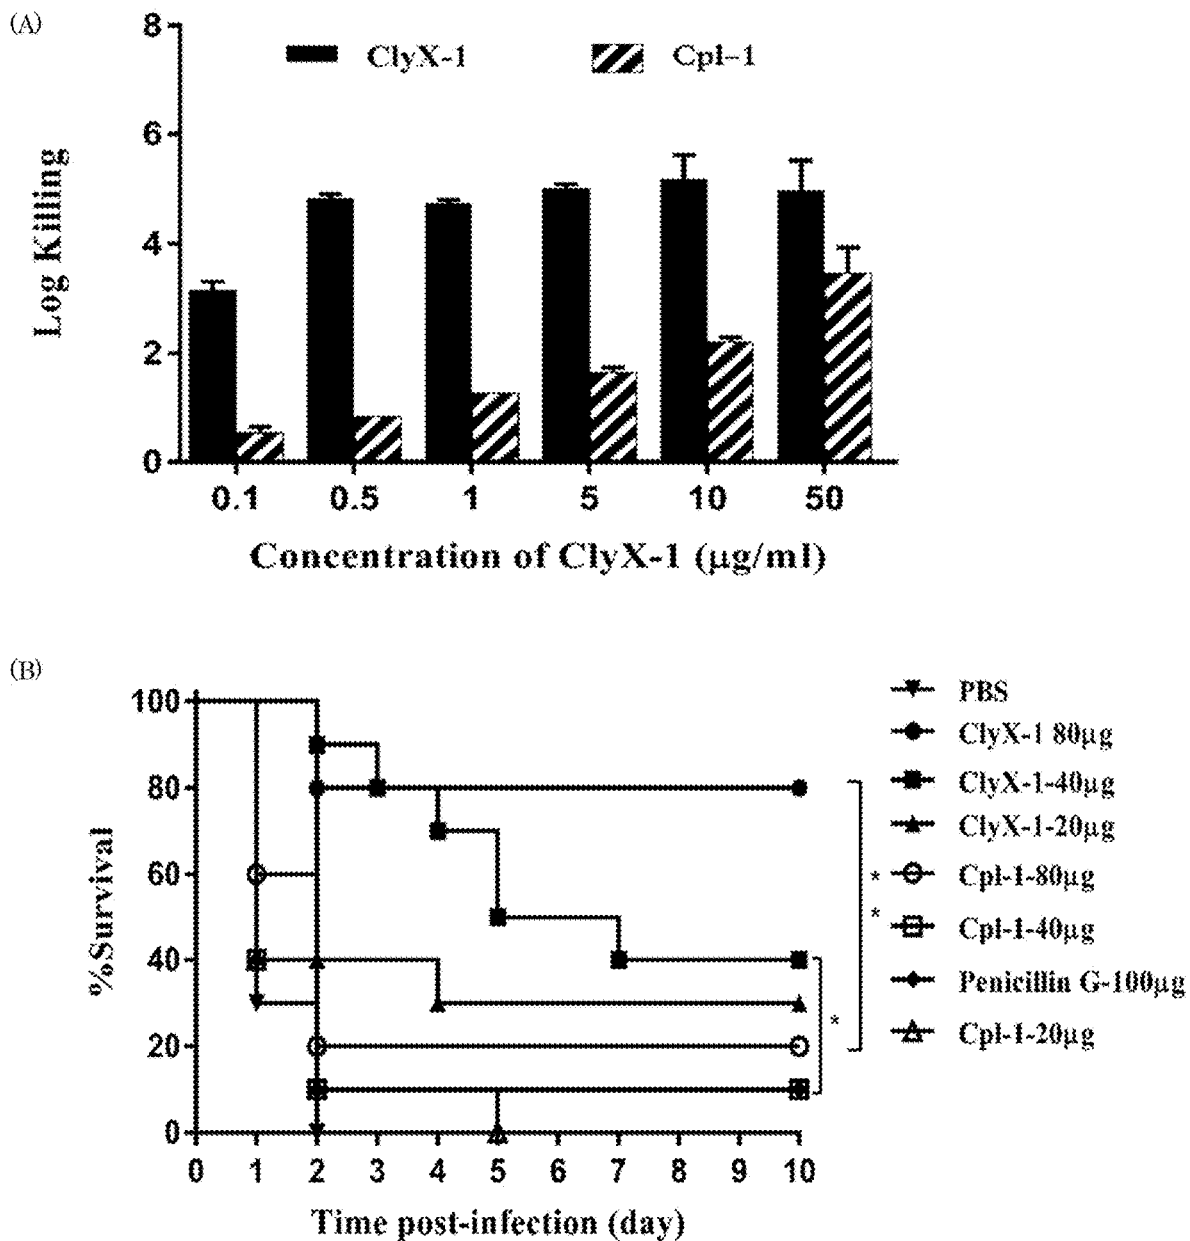 (A)
8
ClyX-1 Cpl-1
6
Log Killing
4
2
0
0.1 0.5 1 5 10 50
Concentration of ClyX-1 (μg/ml)
(B)
100
80
60
40
20
0
%Survival
0 1 2 3 4 5 6 7 8 9 10
Time post-infection (day)
*
*
*
PBS
ClyX-1 80μg
ClyX-1-40μg
ClyX-1-20μg
Cpl-1-80μg
Cpl-1-40μg
Penicillin G-100μg
Cpl-1-20μg